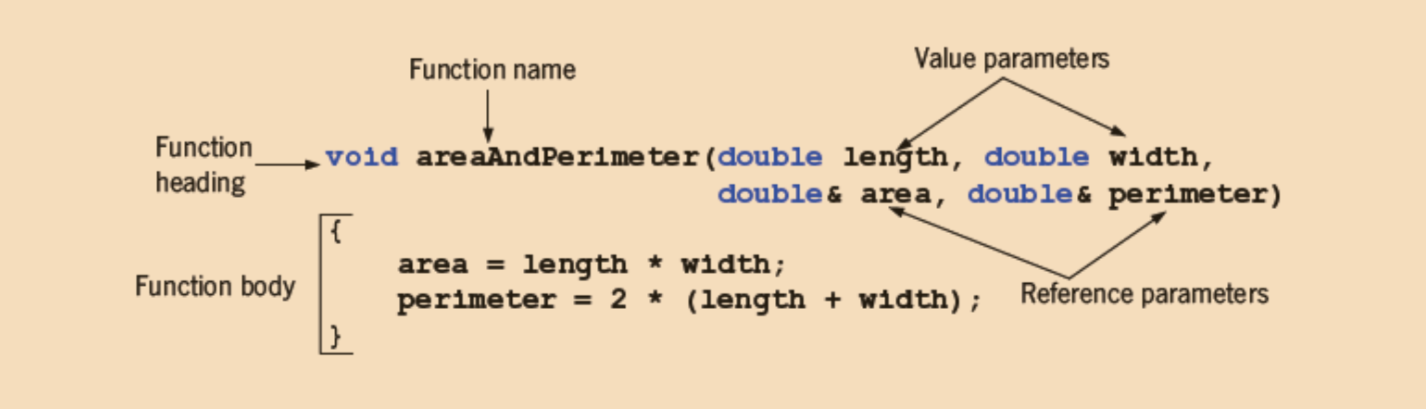 Function name
Value parameters
Function
heading
void areaAndPerimeter(double length, double width,
double& area, double& perimeter)
{
Function body
area = length * width;
perimeter = 2 * (length + width);
Reference parameters
}